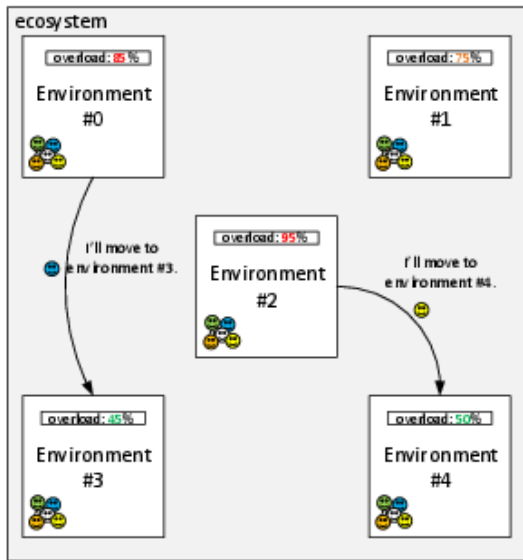 ecosystem
overload: 85%
Environment
#0
overload: 75%
Environment
#1
I'll move to
environment #3.
overload: 95%
Environment
#2
I'll move to
environment #4.
overload: 45%
Environment
#3
overload: 50%
Environment
#4